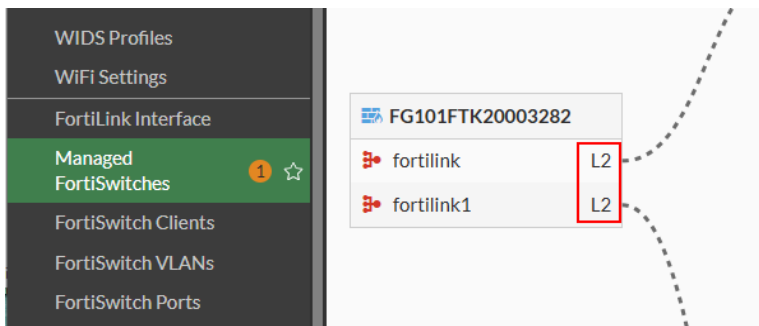 WIDS Profiles
WiFi Settings
FortiLink Interface
Managed
FortiSwitches 1
FortiSwitch Clients
FortiSwitch VLANs
FortiSwitch Ports
FG101FTK20003282
fortilink L2
fortilink1 L2